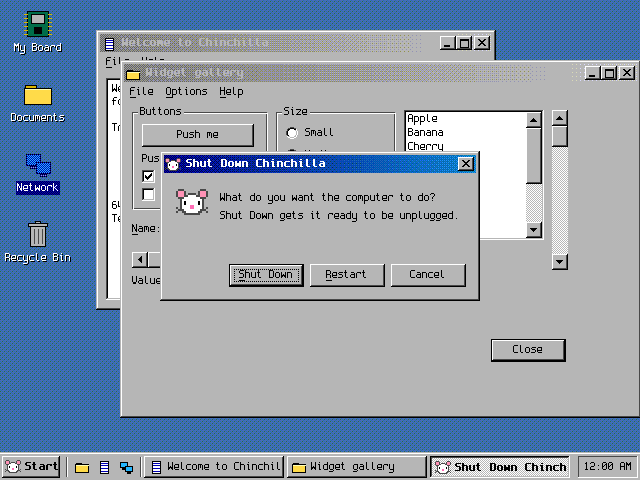 My Board
Documents
Network
Recycle Bin
Welcome to Chinchilla
File Help
Widget gallery
File Options Help
Buttons
Push me
Size
Small
Apple
Banana
Cherry
Name:
Value
Shut Down Chinchilla
What do you want the computer to do?
Shut Down gets it ready to be unplugged.
Shut Down
Restart
Cancel
Close
Start
Welcome to Chinchil
Widget gallery
Shut Down Chinch
12:00 AM